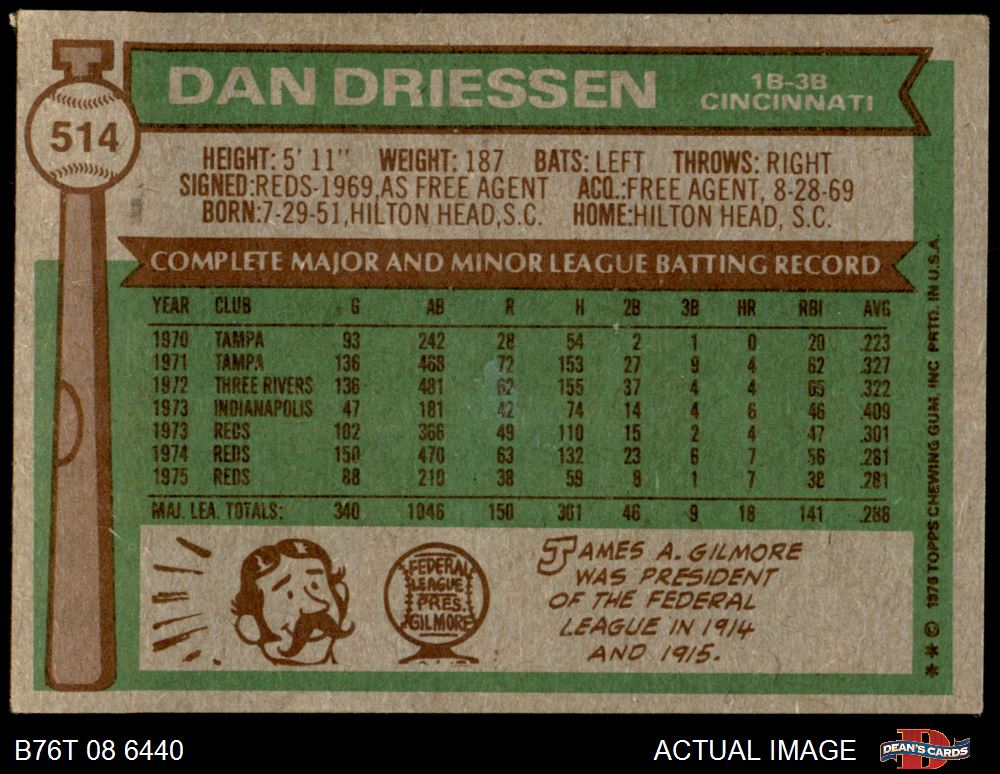 DAN DRIESSEN
1B-3B
CINCINNATI
514
HEIGHT: 5' 11" WEIGHT: 187 BATS: LEFT THROWS: RIGHT
SIGNED:REDS-1969,AS FREE AGENT ACQ.:FREE AGENT, 8-28-69
BORN:7-29-51,HILTON HEAD,S.C. HOME:HILTON HEAD, S.C.
COMPLETE MAJOR AND MINOR LEAGUE BATTING RECORD
YEAR CLUB G AB R H 2B 3B HR RBI AVG
1970 TAMPA 93 242 28 54 2 1 0 20 .223
1971 TAMPA 136 468 72 153 27 9 4 62 .327
1972 THREE RIVERS 136 481 62 155 37 4 4 65 .322
1973 INDIANAPOLIS 47 181 42 74 14 4 6 46 .409
1973 REDS 102 366 49 110 15 2 4 47 .301
1974 REDS 150 470 63 132 23 6 7 56 .281
1975 REDS 88 210 38 59 8 1 7 38 .281
MAJ. LEA. TOTALS: 340 1046 150 301 46 9 18 141 .288
FEDERAL
LEAGUE
PRES.
GILMORE
JAMES A. GILMORE
WAS PRESIDENT
OF THE FEDERAL
LEAGUE IN 1914
AND 1915.
** © 1976 TOPPS CHEWING GUM, INC PRTD. IN U.S.A.
B76T 08 6440
ACTUAL IMAGE
DEAN'S CARDS